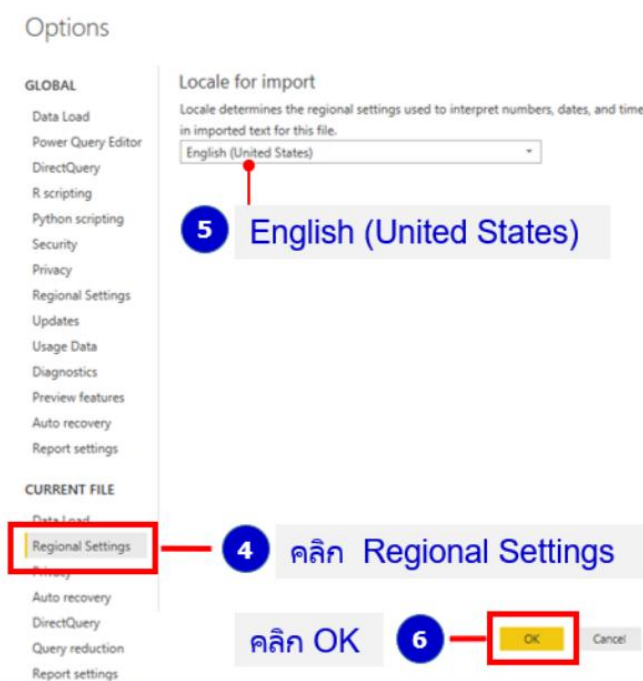 Options
GLOBAL
Data Load
Power Query Editor
DirectQuery
R scripting
Python scripting
Security
Privacy
Regional Settings
Updates
Usage Data
Diagnostics
Preview features
Auto recovery
Report settings
CURRENT FILE
Data Load
Regional Settings
Privacy
Auto recovery
DirectQuery
Query reduction
Report settings
Locale for import
Locale determines the regional settings used to interpret numbers, dates, and time
in imported text for this file.
English (United States)
5 English (United States)
4 คลิก Regional Settings
คลิก OK 6
OK Cancel